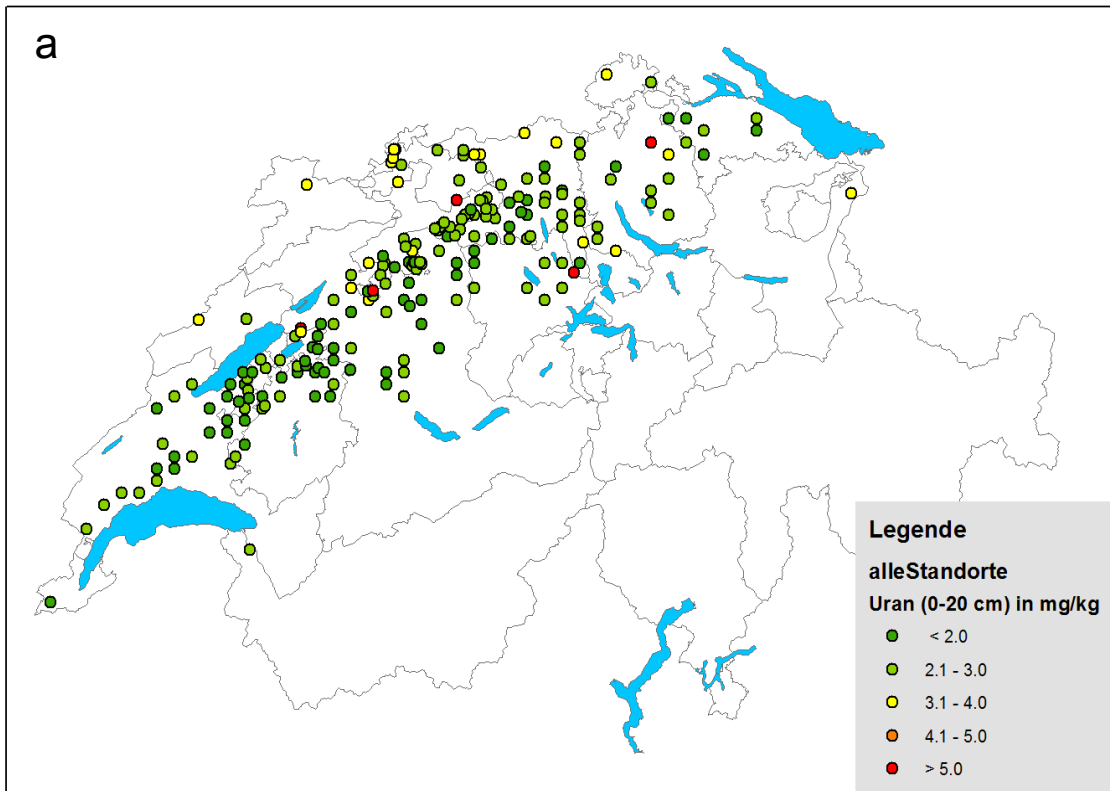 a
Legende
alleStandorte
Uran (0-20 cm) in mg/kg
< 2.0
2.1 - 3.0
3.1 - 4.0
4.1 - 5.0
> 5.0